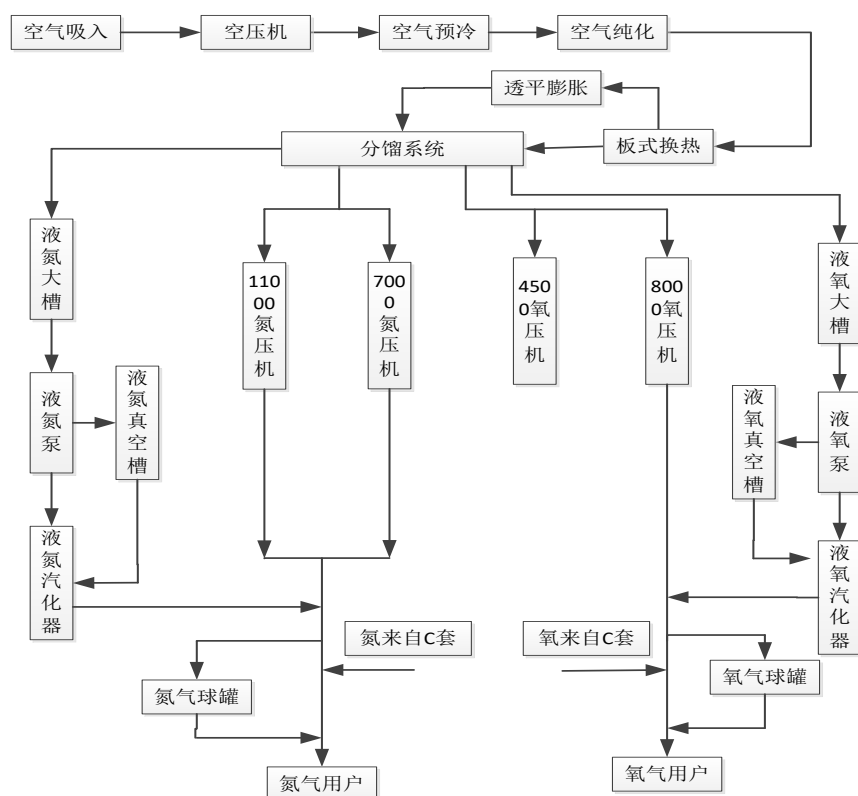 空气吸入
空压机
空气预冷
空气纯化
透平膨胀
分馏系统
板式换热
液氮大槽
110
00氮压机
700
0氮压机
450
0氧压机
800
0氧压机
液氧大槽
液氮泵
液氮真空槽
液氧真空槽
液氧泵
液氮汽化器
液氧汽化器
氮来自C套
氧来自C套
氮气球罐
氧气球罐
氮气用户
氧气用户